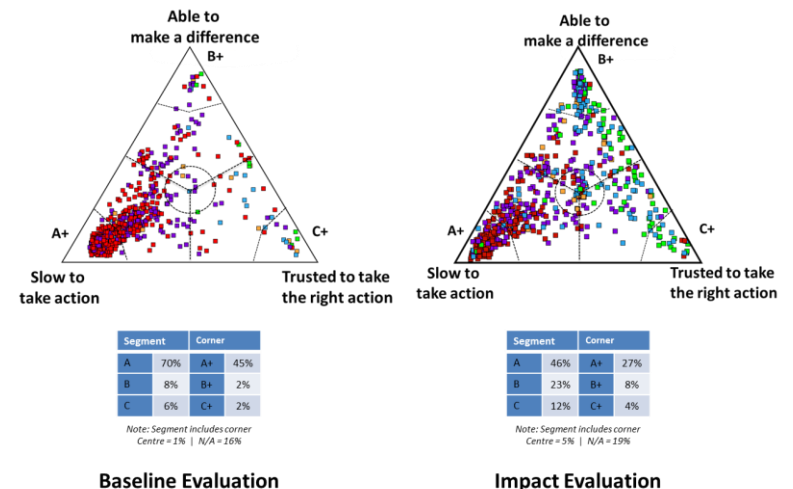 Able to
make a difference
B+
A+
C+
Slow to
take action
Trusted to take
the right action
Segment Corner
A 70% A+ 45%
B 8% B+ 2%
C 6% C+ 2%
Note: Segment includes corner
Centre = 1% | N/A = 16%
Baseline Evaluation
Able to
make a difference
B+
A+
C+
Slow to
take action
Trusted to take
the right action
Segment Corner
A 46% A+ 27%
B 23% B+ 8%
C 12% C+ 4%
Note: Segment includes corner
Centre = 5% | N/A = 19%
Impact Evaluation